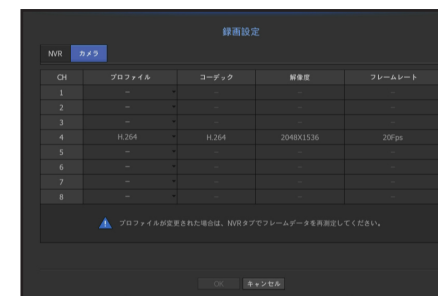 録画設定
NVR カメラ
CH プロファイル コーデック 解像度 フレームレート
1 - - - -
2 - - - -
3 - - - -
4 H.264 H.264 2048X1536 20Fps
5 - - - -
6 - - - -
7 - - - -
8 - - - -
プロファイルが変更された場合は、NVRタブでフレームデータを再測定してください。
OK キャンセル